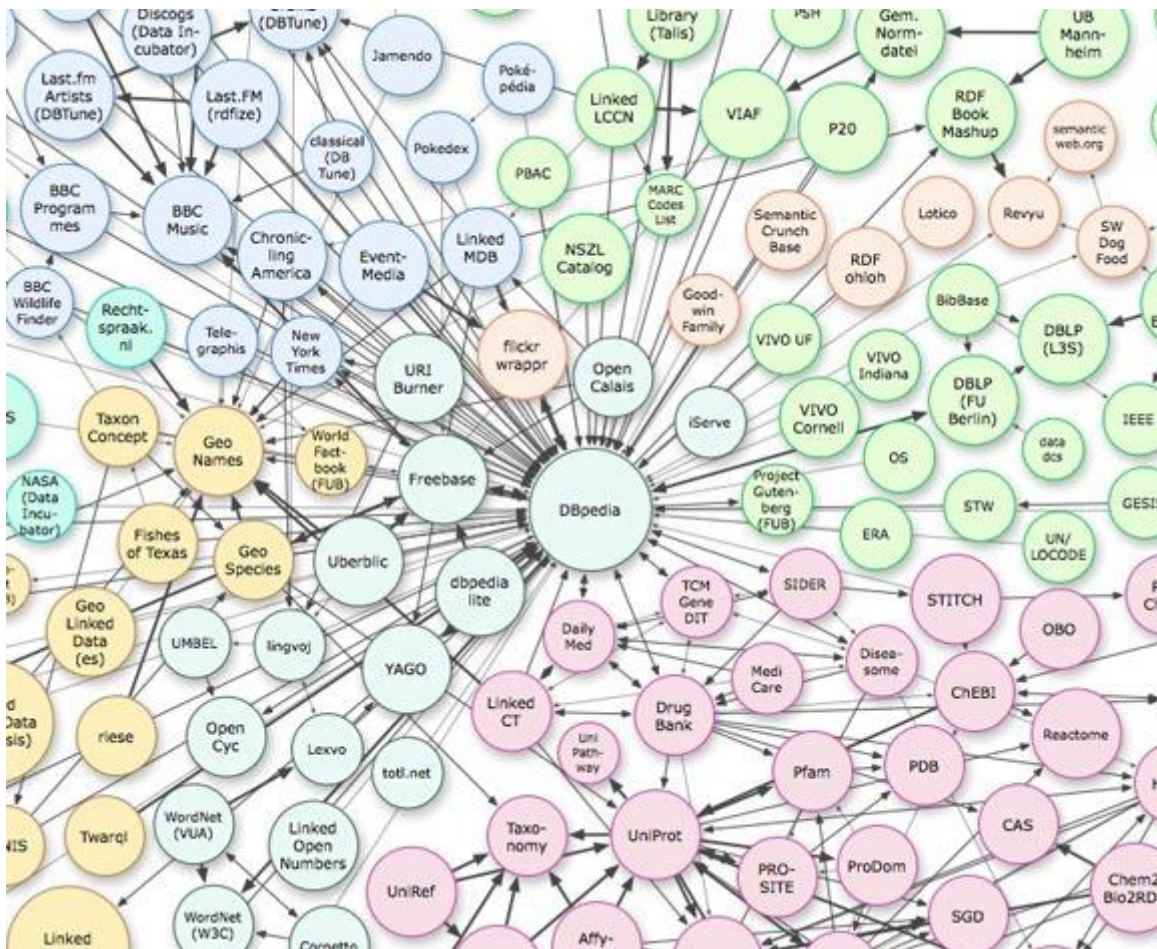 Discogs
(Data In-
cubator)
(DBTune)
Jamendo
Poké-
pédia
Library
(Talis)
PSH
Gem.
Norm-
datei
UB
Mann-
heim
Last.fm
Artists
(DBTune)
Last.FM
(rdfize)
classical
(DB
Tune)
Pokedex
Linked
LCCN
VIAF
P20
RDF
Book
Mashup
semantic
web.org
PBAC
MARC
Codes
List
BBC
Program
mes
BBC
Music
Chronic-
ling
America
Event-
Media
Linked
MDB
NSZL
Catalog
Semantic
Crunch
Base
RDF
ohloh
Lotico
Revyu
SW
Dog
Food
BBC
Wildlife
Finder
Recht-
spraak.
nl
Tele-
graphis
New
York
Times
URI
Burner
flickr
wrappr
Open
Calais
Good-
win
Family
VIVO UF
VIVO
Indiana
BibBase
DBLP
(L3S)
DBLP
(FU
Berlin)
IEEE
VIVO
Cornell
iServe
Taxon
Concept
Geo
Names
World
Fact-
book
(FUB)
Freebase
DBpedia
Project
Guten-
berg
(FUB)
OS
data
dcs
STW
GESIS
ERA
UN/
LOCODE
NASA
(Data
Incu-
bator)
Fishes
of Texas
Geo
Species
Uberblic
dbpedia
lite
Geo
Linked
Data
(es)
UMBEL
lingvoj
YAGO
Daily
Med
TCM
Gene
DIT
SIDER
STITCH
OBO
Disea-
some
Medi
Care
ChEBI
Linked
CT
Drug
Bank
Uni
Path-
way
Pfam
PDB
Reactome
Data
sis)
riese
Open
Cyc
Lexvo
totl.net
Twarql
WordNet
(VUA)
Linked
Open
Numbers
Taxo-
nomy
UniProt
PRO-
SITE
ProDom
CAS
Chem2
Bio2RD
UniRef
SGD
NIS
Linked
WordNet
(W3C)
Cornetto
Affy-